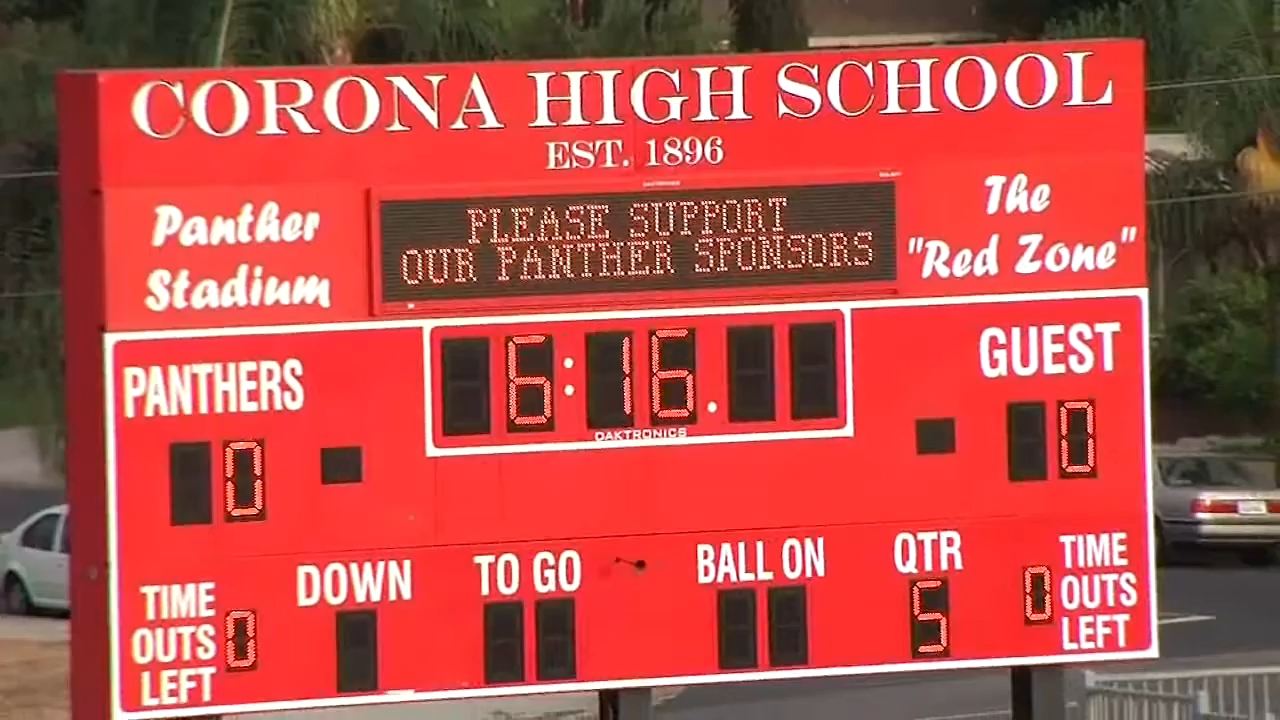 CORONA HIGH SCHOOL
EST. 1896
Panther
Stadium
PLEASE SUPPORT
OUR PANTHER SPONSORS
The
"Red Zone"
PANTHERS
6:16.
GUEST
DAKTRONICS
0
0
TIME
OUTS
LEFT
0
DOWN
TO GO
BALL ON
QTR
5
0
TIME
OUTS
LEFT